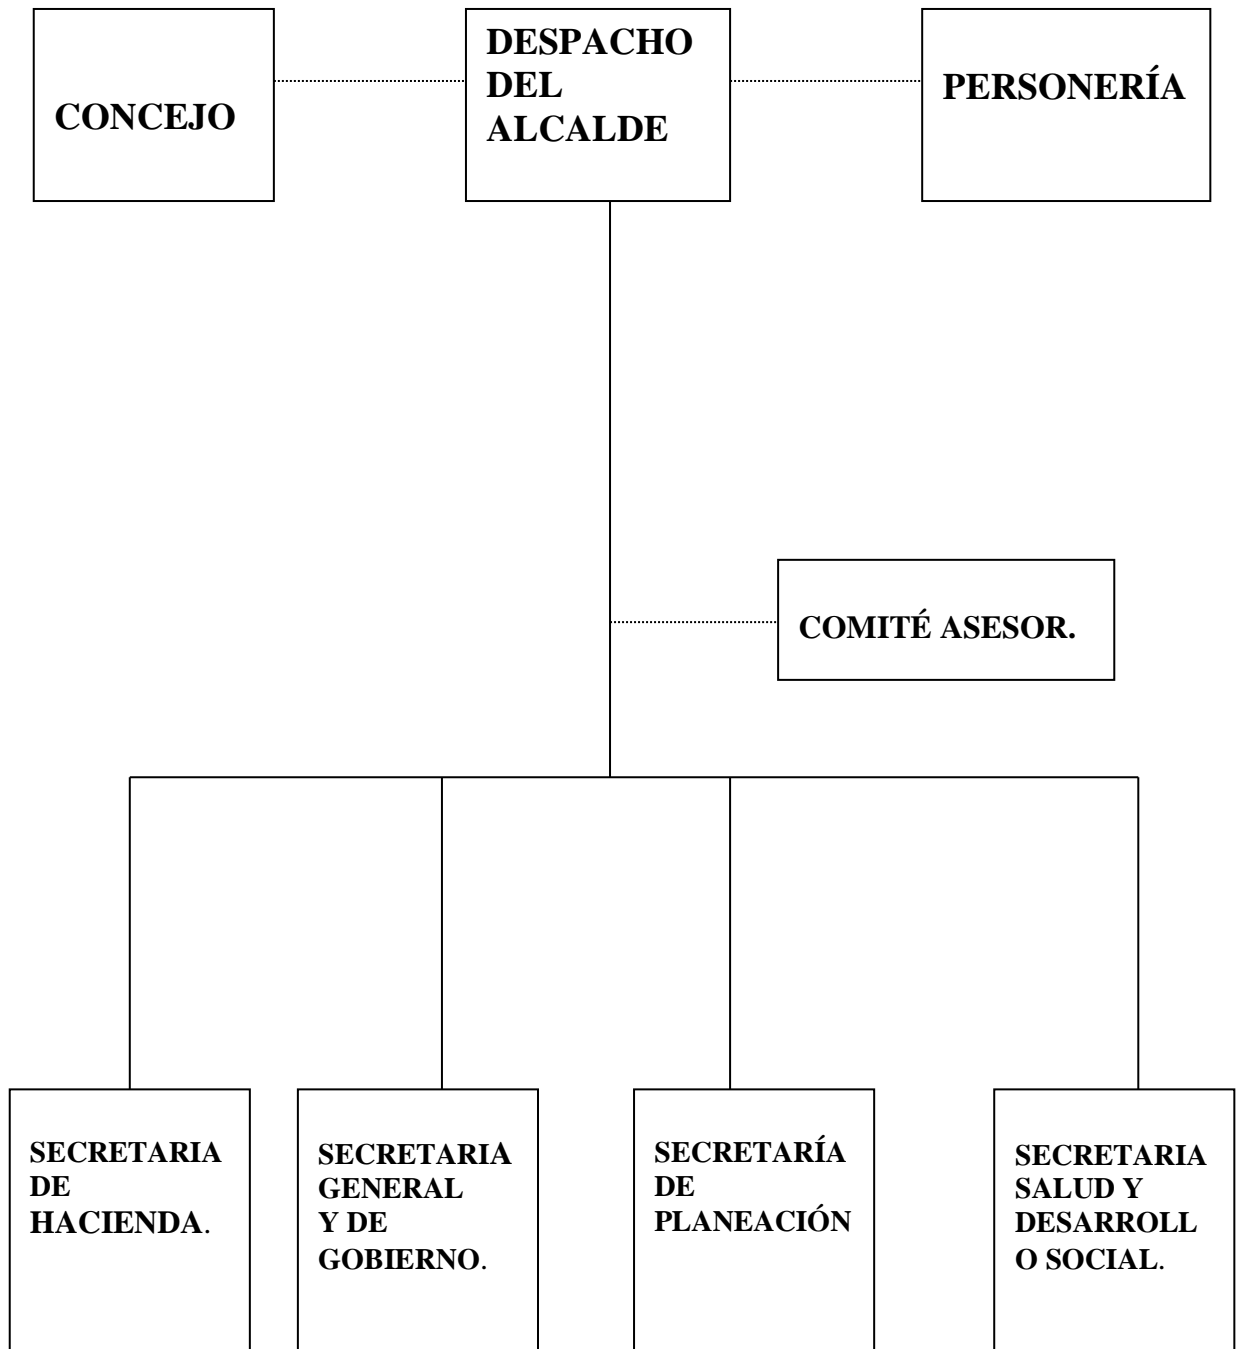 CONCEJO
DESPACHO
DEL
ALCALDE
PERSONERÍA
COMITÉ ASESOR.
SECRETARIA
DE
HACIENDA.
SECRETARIA
GENERAL
Y DE
GOBIERNO.
SECRETARÍA
DE
PLANEACIÓN
SECRETARIA
SALUD Y
DESARROLL
O SOCIAL.